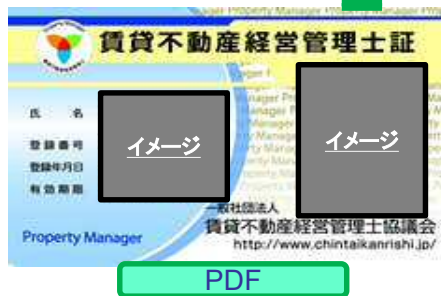 賃貸不動産経営管理士証
氏 名
登録番号
登録年月日
有効期限
イメージ
イメージ
一般社団法人
賃貸不動産経営管理士協議会
Property Manager
http://www.chintaikanrishi.jp/
PDF